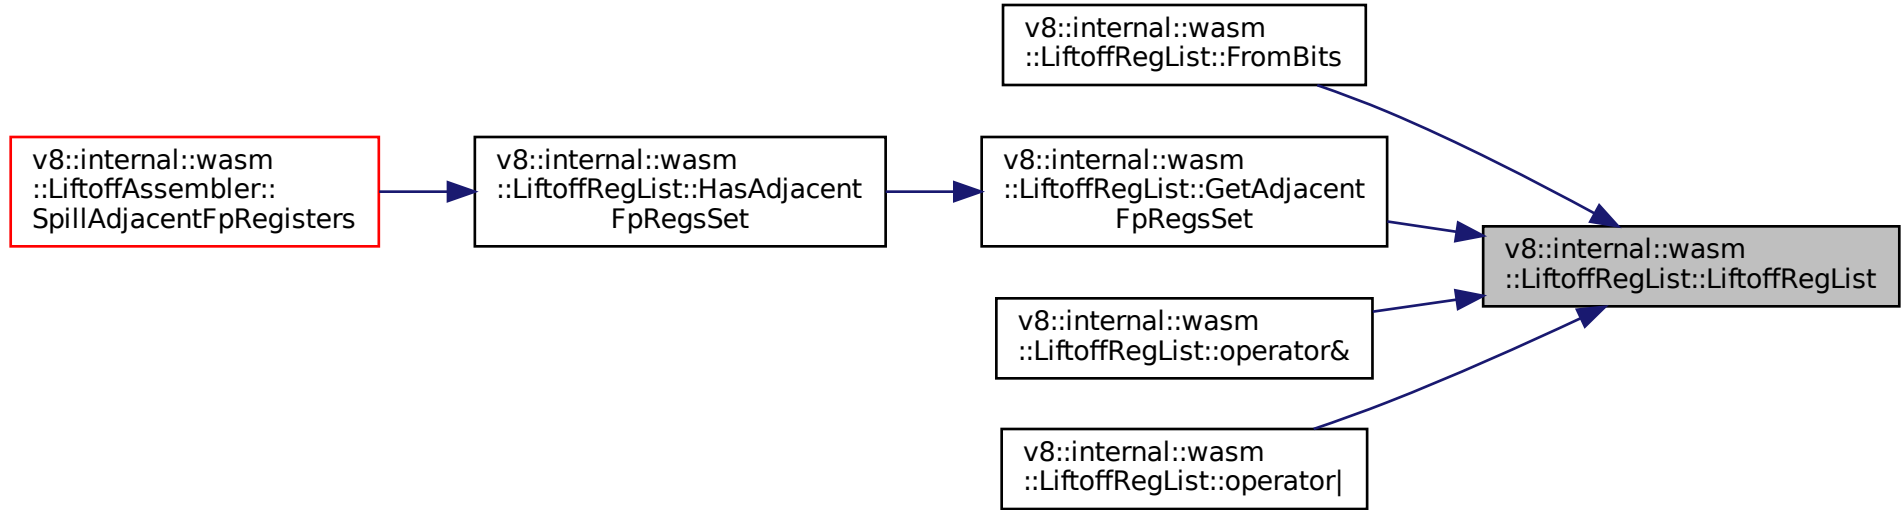 v8::internal::wasm
::LiftoffRegList::FromBits
v8::internal::wasm
::LiftoffAssembler::
SpillAdjacentFpRegisters
v8::internal::wasm
::LiftoffRegList::HasAdjacent
FpRegsSet
v8::internal::wasm
::LiftoffRegList::GetAdjacent
FpRegsSet
v8::internal::wasm
::LiftoffRegList::LiftoffRegList
v8::internal::wasm
::LiftoffRegList::operator&
v8::internal::wasm
::LiftoffRegList::operator|